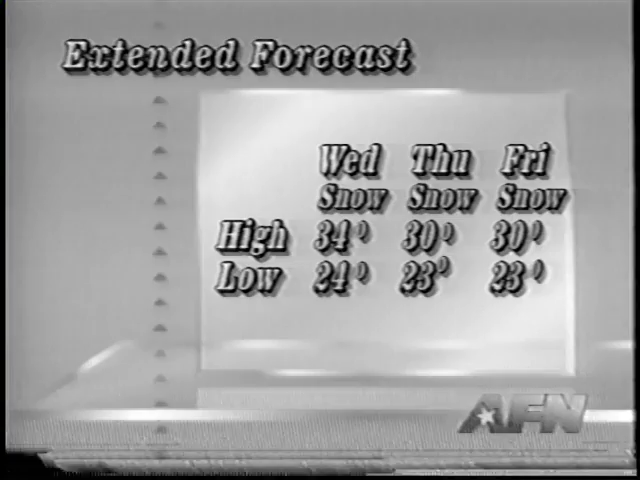 Extended Forecast
Wed Thu Fri
Snow Snow Snow
High 34° 30° 30°
Low 24° 23° 23°
AFN